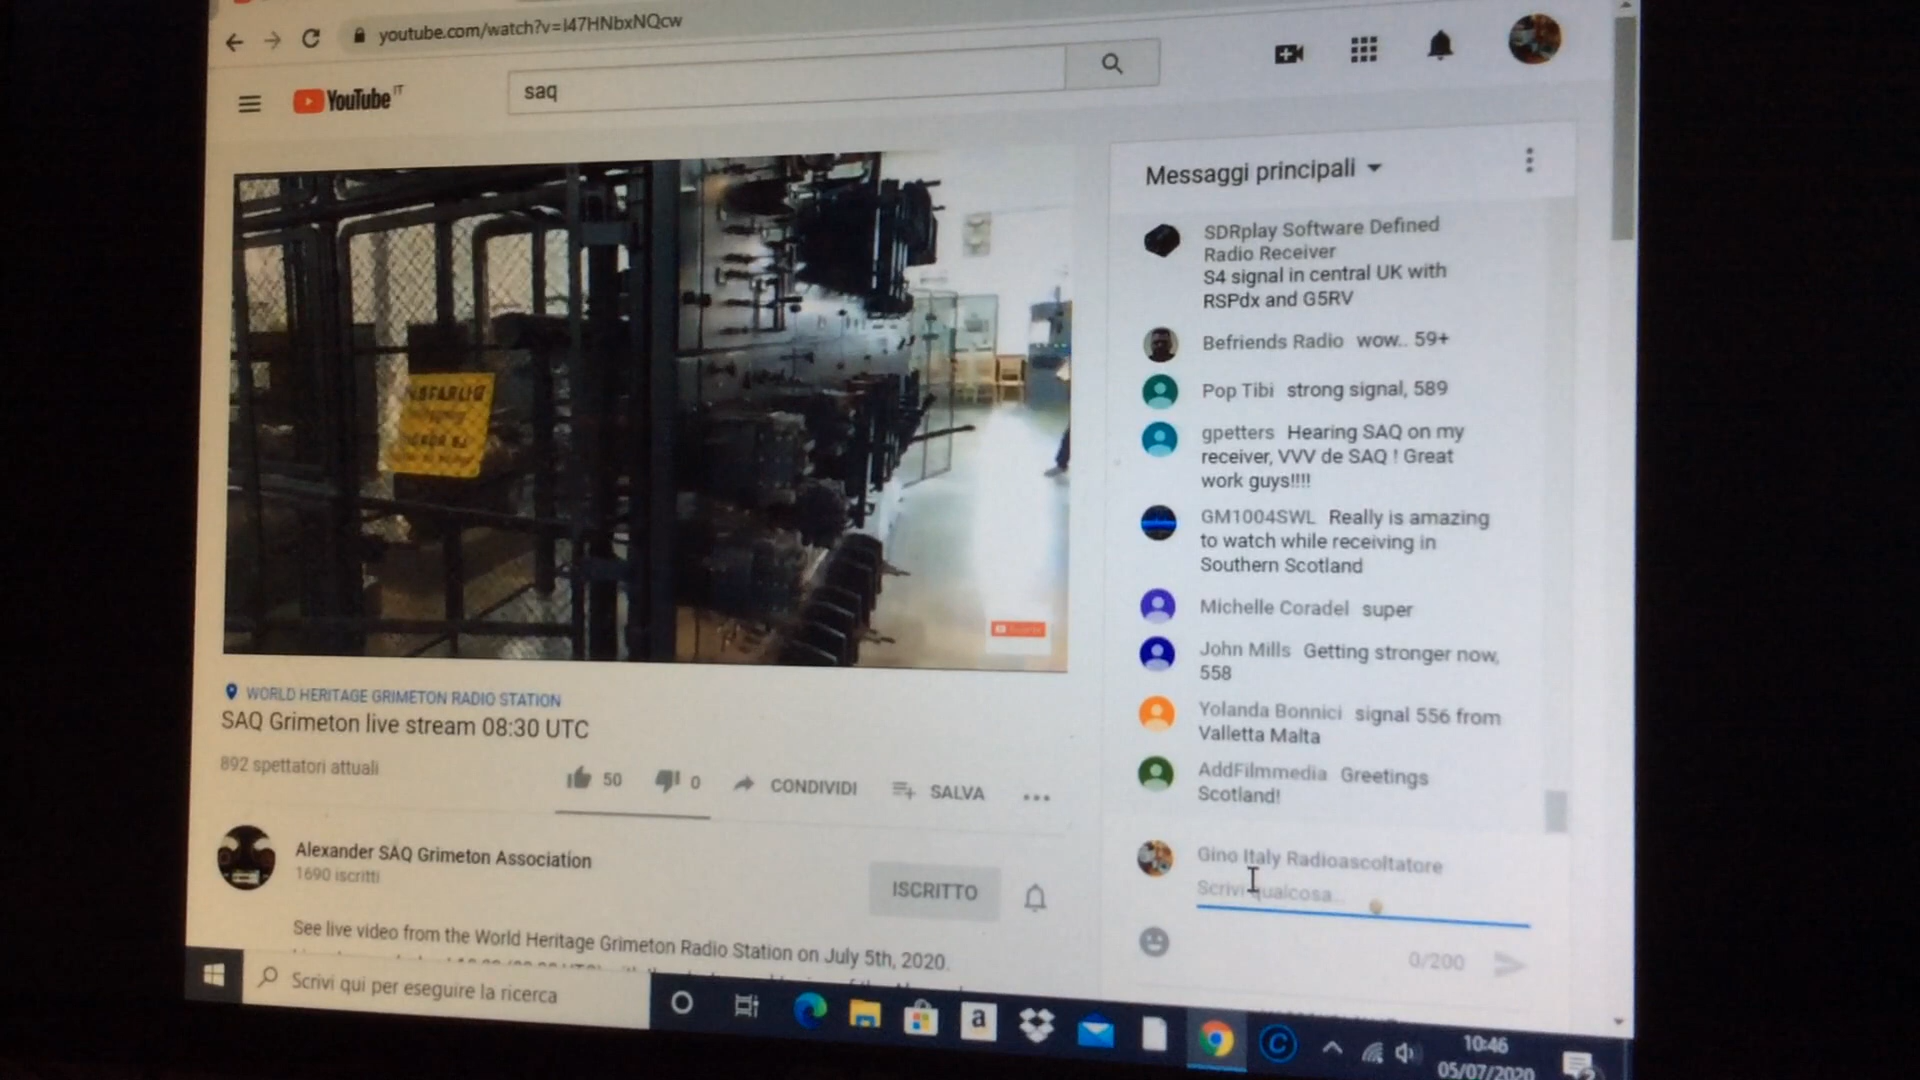 youtube.com/watch?v=I47HNbxNQcw
YouTube IT
saq
Messaggi principali
SDRplay Software Defined
Radio Receiver
S4 signal in central UK with
RSPdx and G5RV
Befriends Radio wow.. 59+
Pop Tibi strong signal, 589
gpetters Hearing SAQ on my
receiver, VVV de SAQ ! Great
work guys!!!!
GM1004SWL Really is amazing
to watch while receiving in
Southern Scotland
Michelle Coradel super
John Mills Getting stronger now,
558
Yolanda Bonnici signal 556 from
Valletta Malta
AddFilmmedia Greetings
Scotland!
Gino Italy Radioascoltatore
Scrivi qualcosa...
0/200
WORLD HERITAGE GRIMETON RADIO STATION
SAQ Grimeton live stream 08:30 UTC
892 spettatori attuali
50
0
CONDIVIDI
SALVA
Alexander SAQ Grimeton Association
1690 iscritti
ISCRITTO
See live video from the World Heritage Grimeton Radio Station on July 5th, 2020.
Scrivi qui per eseguire la ricerca
a
10:46
05/07/2020